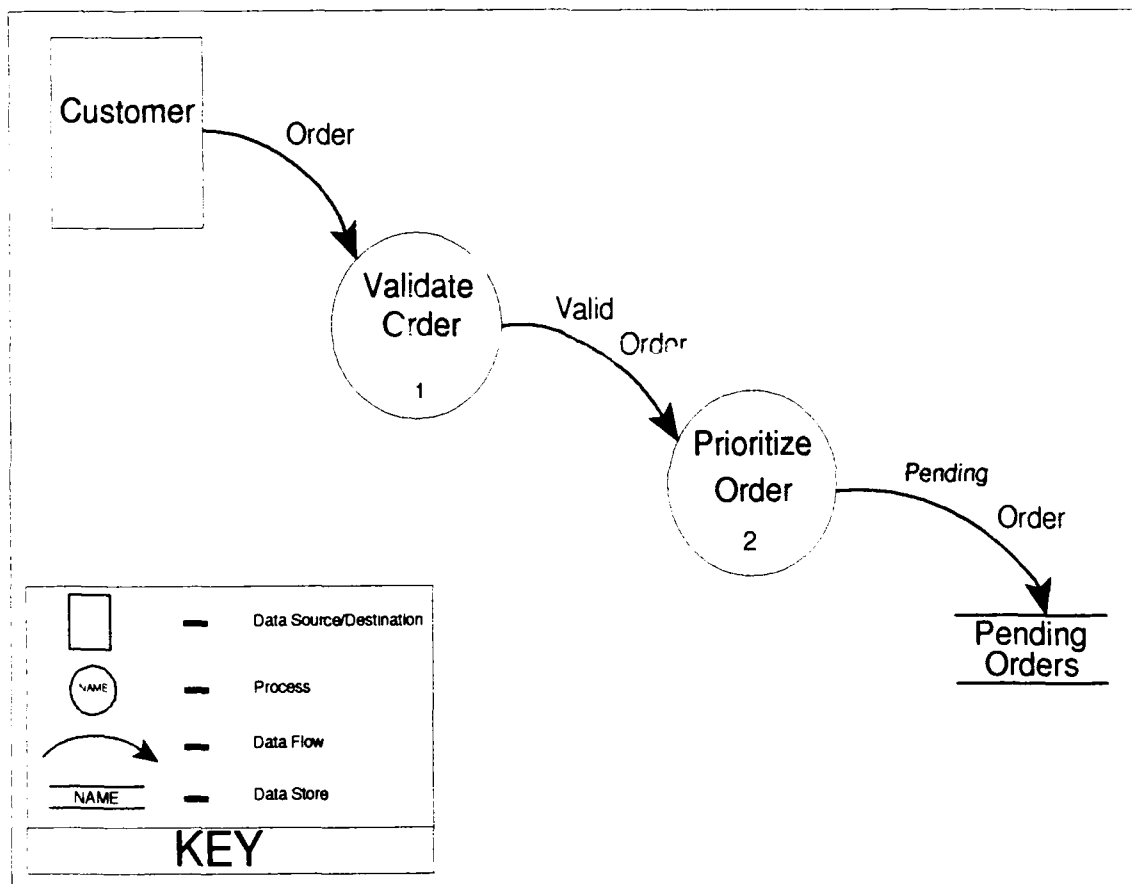 Customer
Order
Validate
Order
1
Valid
Order
Prioritize
Order
2
Pending
Order
Pending
Orders
Data Source/Destination
NAME
Process
Data Flow
NAME
Data Store
KEY